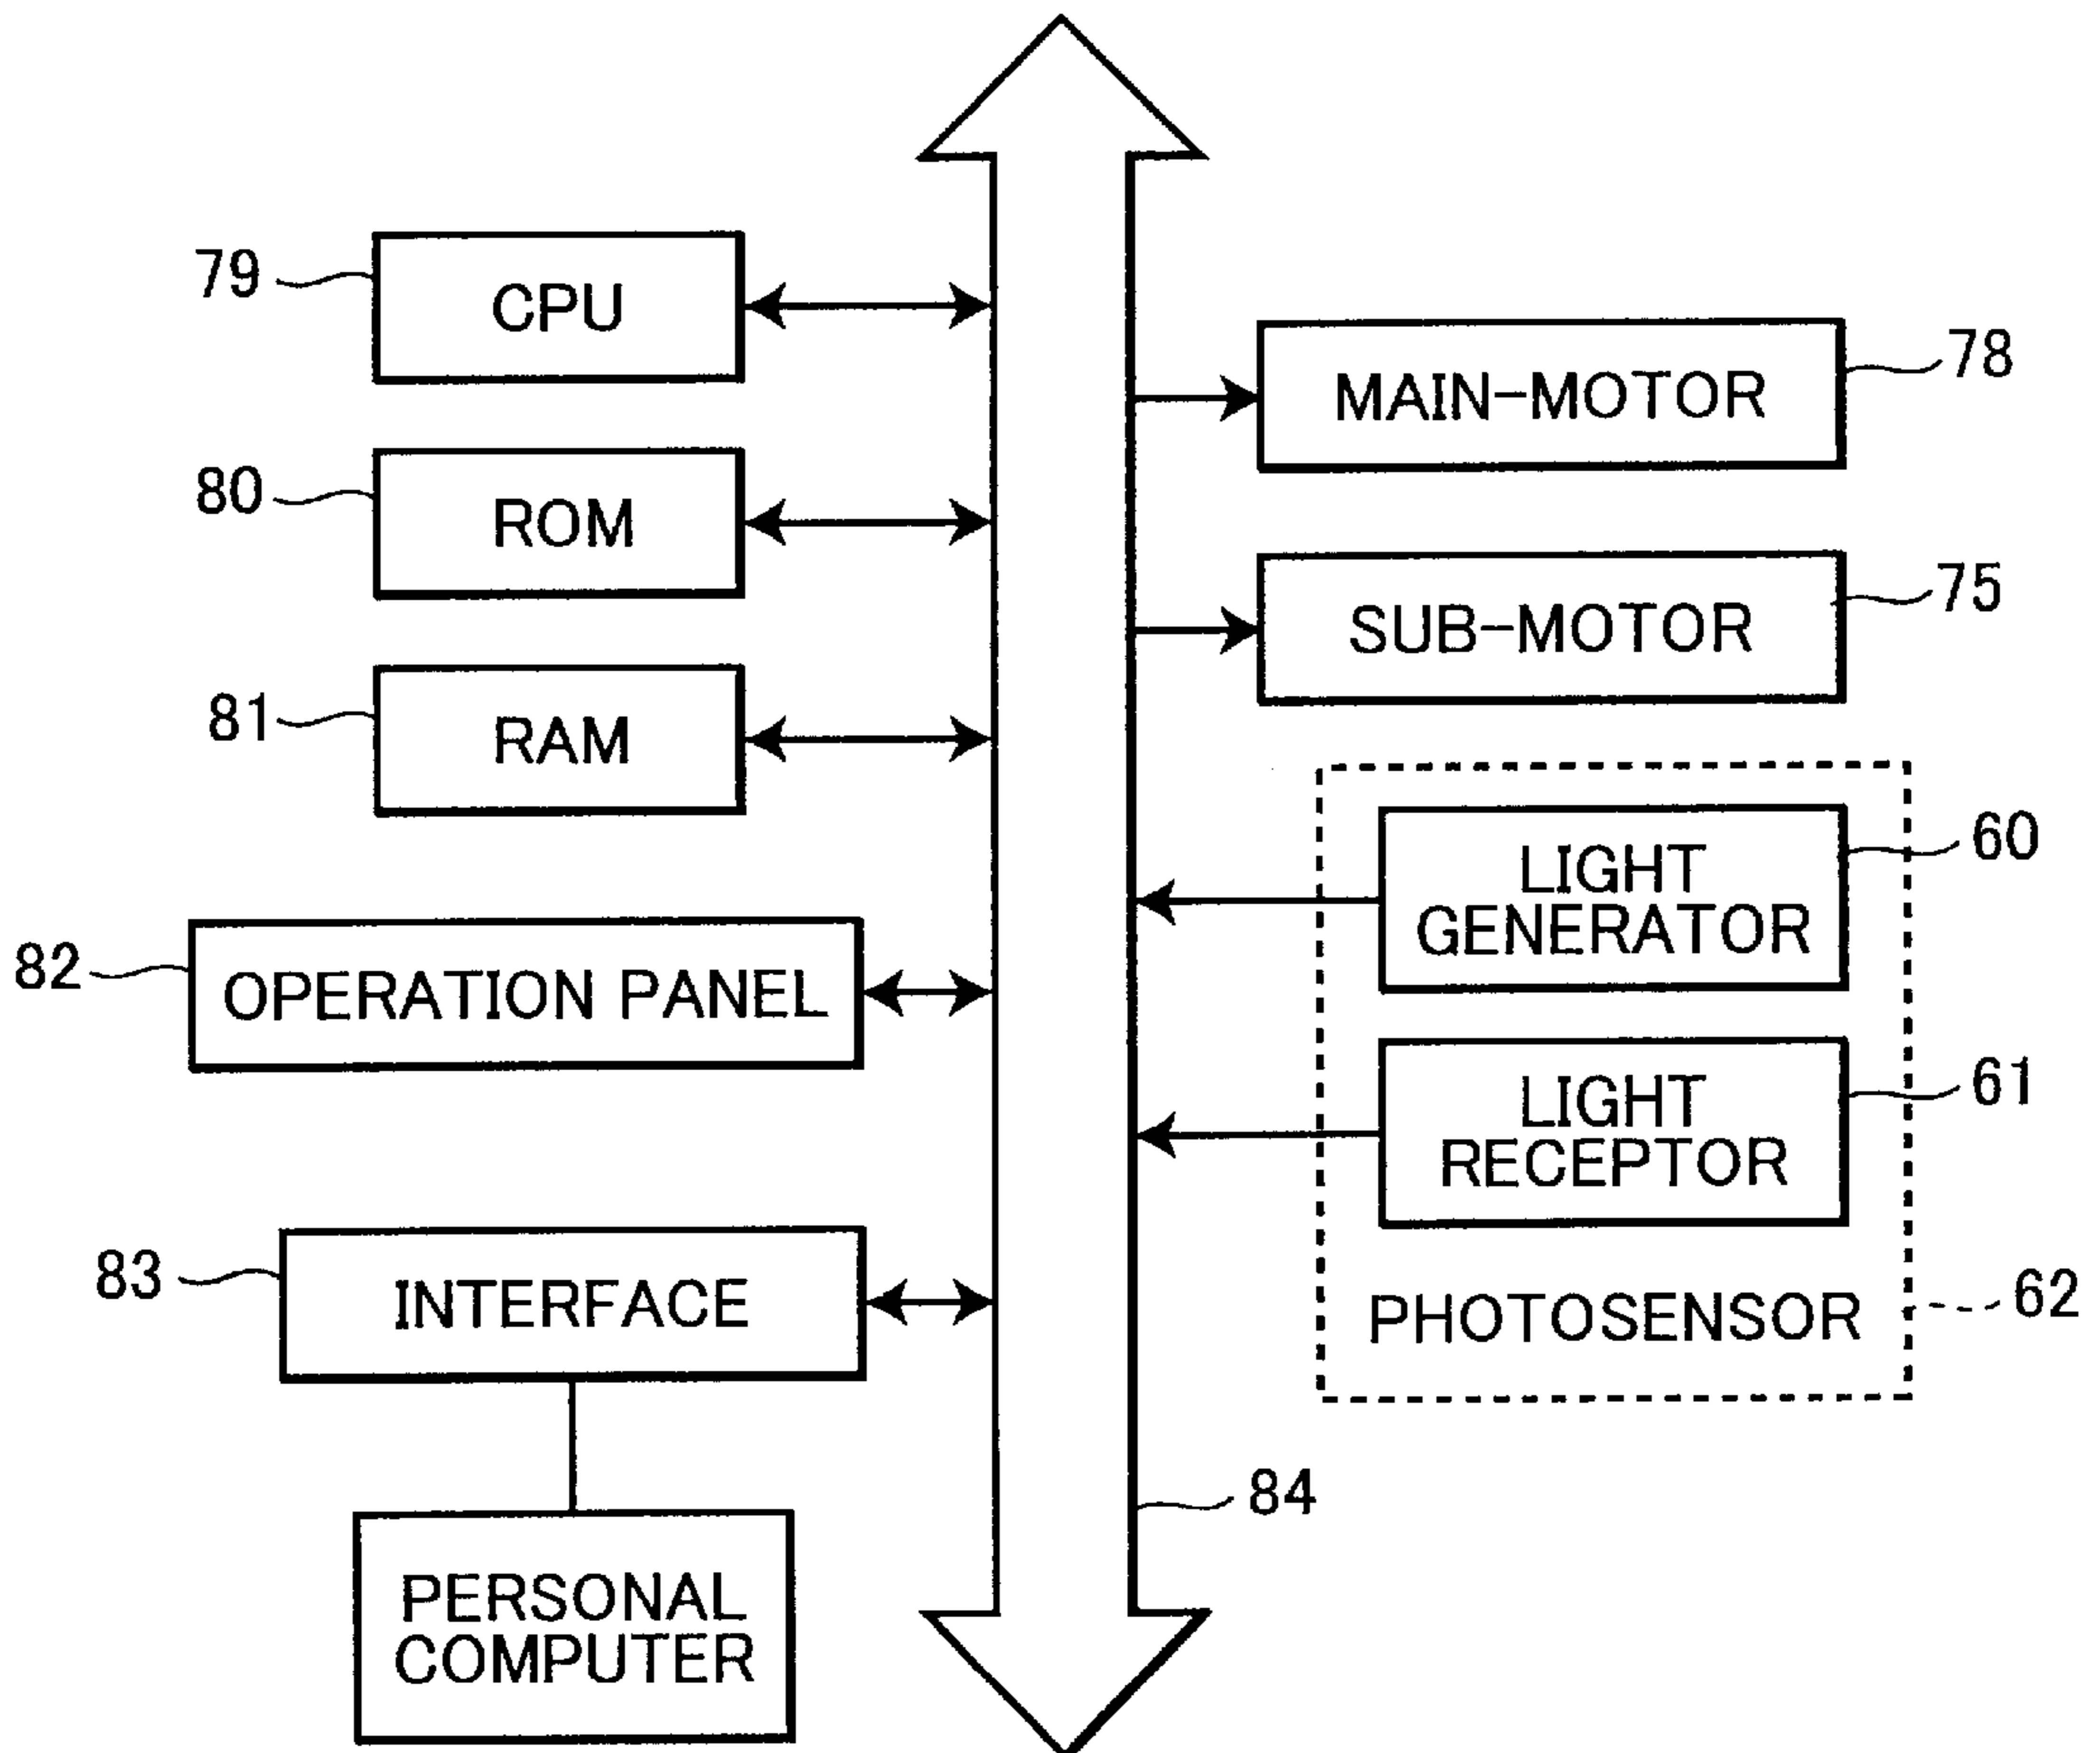 79
CPU
80
ROM
81
RAM
82
OPERATION PANEL
83
INTERFACE
PERSONAL
COMPUTER
MAIN-MOTOR
78
SUB-MOTOR
75
LIGHT
GENERATOR
60
LIGHT
RECEPTOR
61
PHOTOSENSOR
62
84